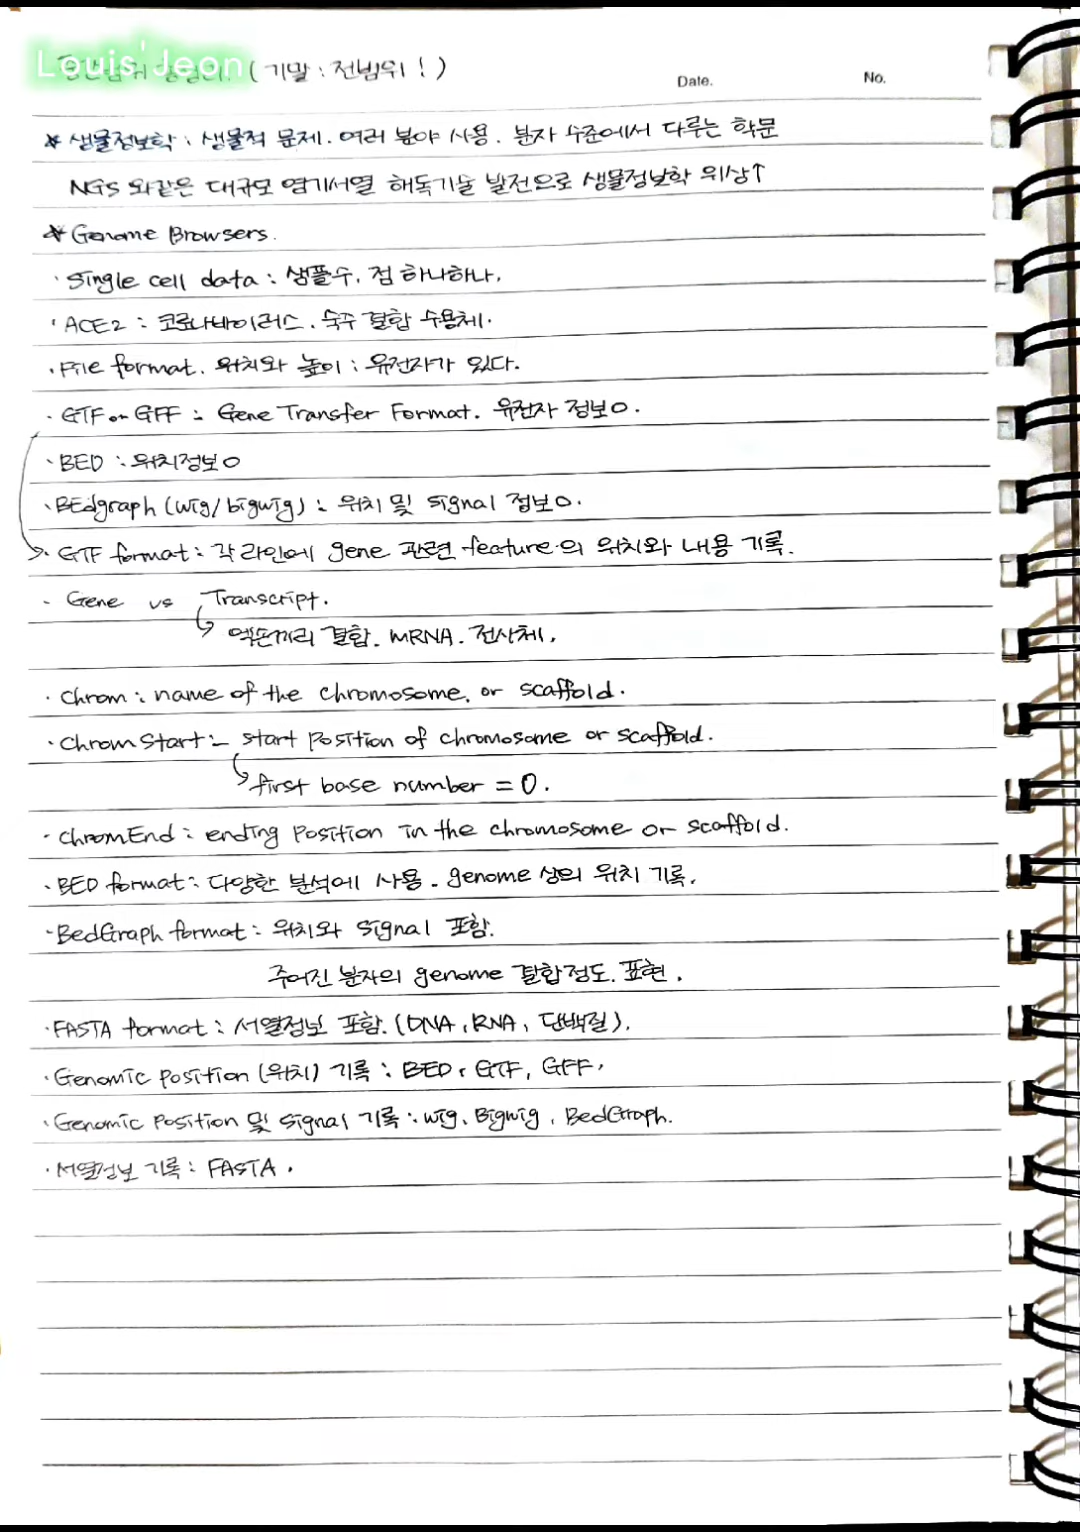 Louis'Jeon
(기말 : 전범위 ! )
Date.
No.
* 생물정보학 : 생물적 문제. 여러 분야 사용. 분자 수준에서 다루는 학문
NGS 와같은 대규모 염기서열 해독기술 발전으로 생물정보학 위상↑
* Genome Browsers.
· single cell data : 샘플수, 점 하나하나.
· ACE2 : 코로나바이러스. 숙주 결합 수용체.
· File format. 위치와 높이 : 유전자가 있다.
· GTF or GFF : Gene Transfer Format. 유전자 정보O.
· BED : 위치정보O
· BEdgraph (wig/bigwig) : 위치 및 signal 정보O.
· GTF format : 각 라인에 gene 관련 feature의 위치와 내용 기록.
· Gene vs Transcript.
↳ 엑손끼리 결합. mRNA. 전사체.
· Chrom : name of the chromosome. or scaffold.
· Chrom Start : start position of chromosome or scaffold.
↳ first base number = 0.
· ChromEnd : ending position in the chromosome or scaffold.
· BED format : 다양한 분석에 사용. genome 상의 위치 기록.
· BedGraph format : 위치와 signal 포함.
주어진 분자의 genome 결합정도. 표현.
· FASTA format : 서열정보 포함. (DNA, RNA, 단백질).
· Genomic position (위치) 기록 : BED, GTF, GFF.
· Genomic position 및 signal 기록 : wig, Bigwig, BedGraph.
· 서열정보 기록 : FASTA.